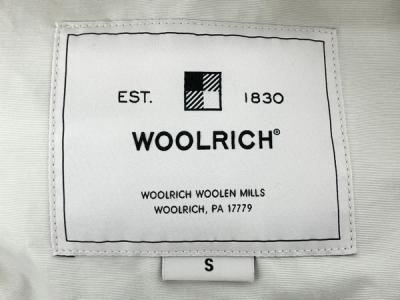 EST. 1830
WOOLRICH®
WOOLRICH WOOLEN MILLS
WOOLRICH, PA 17779
S